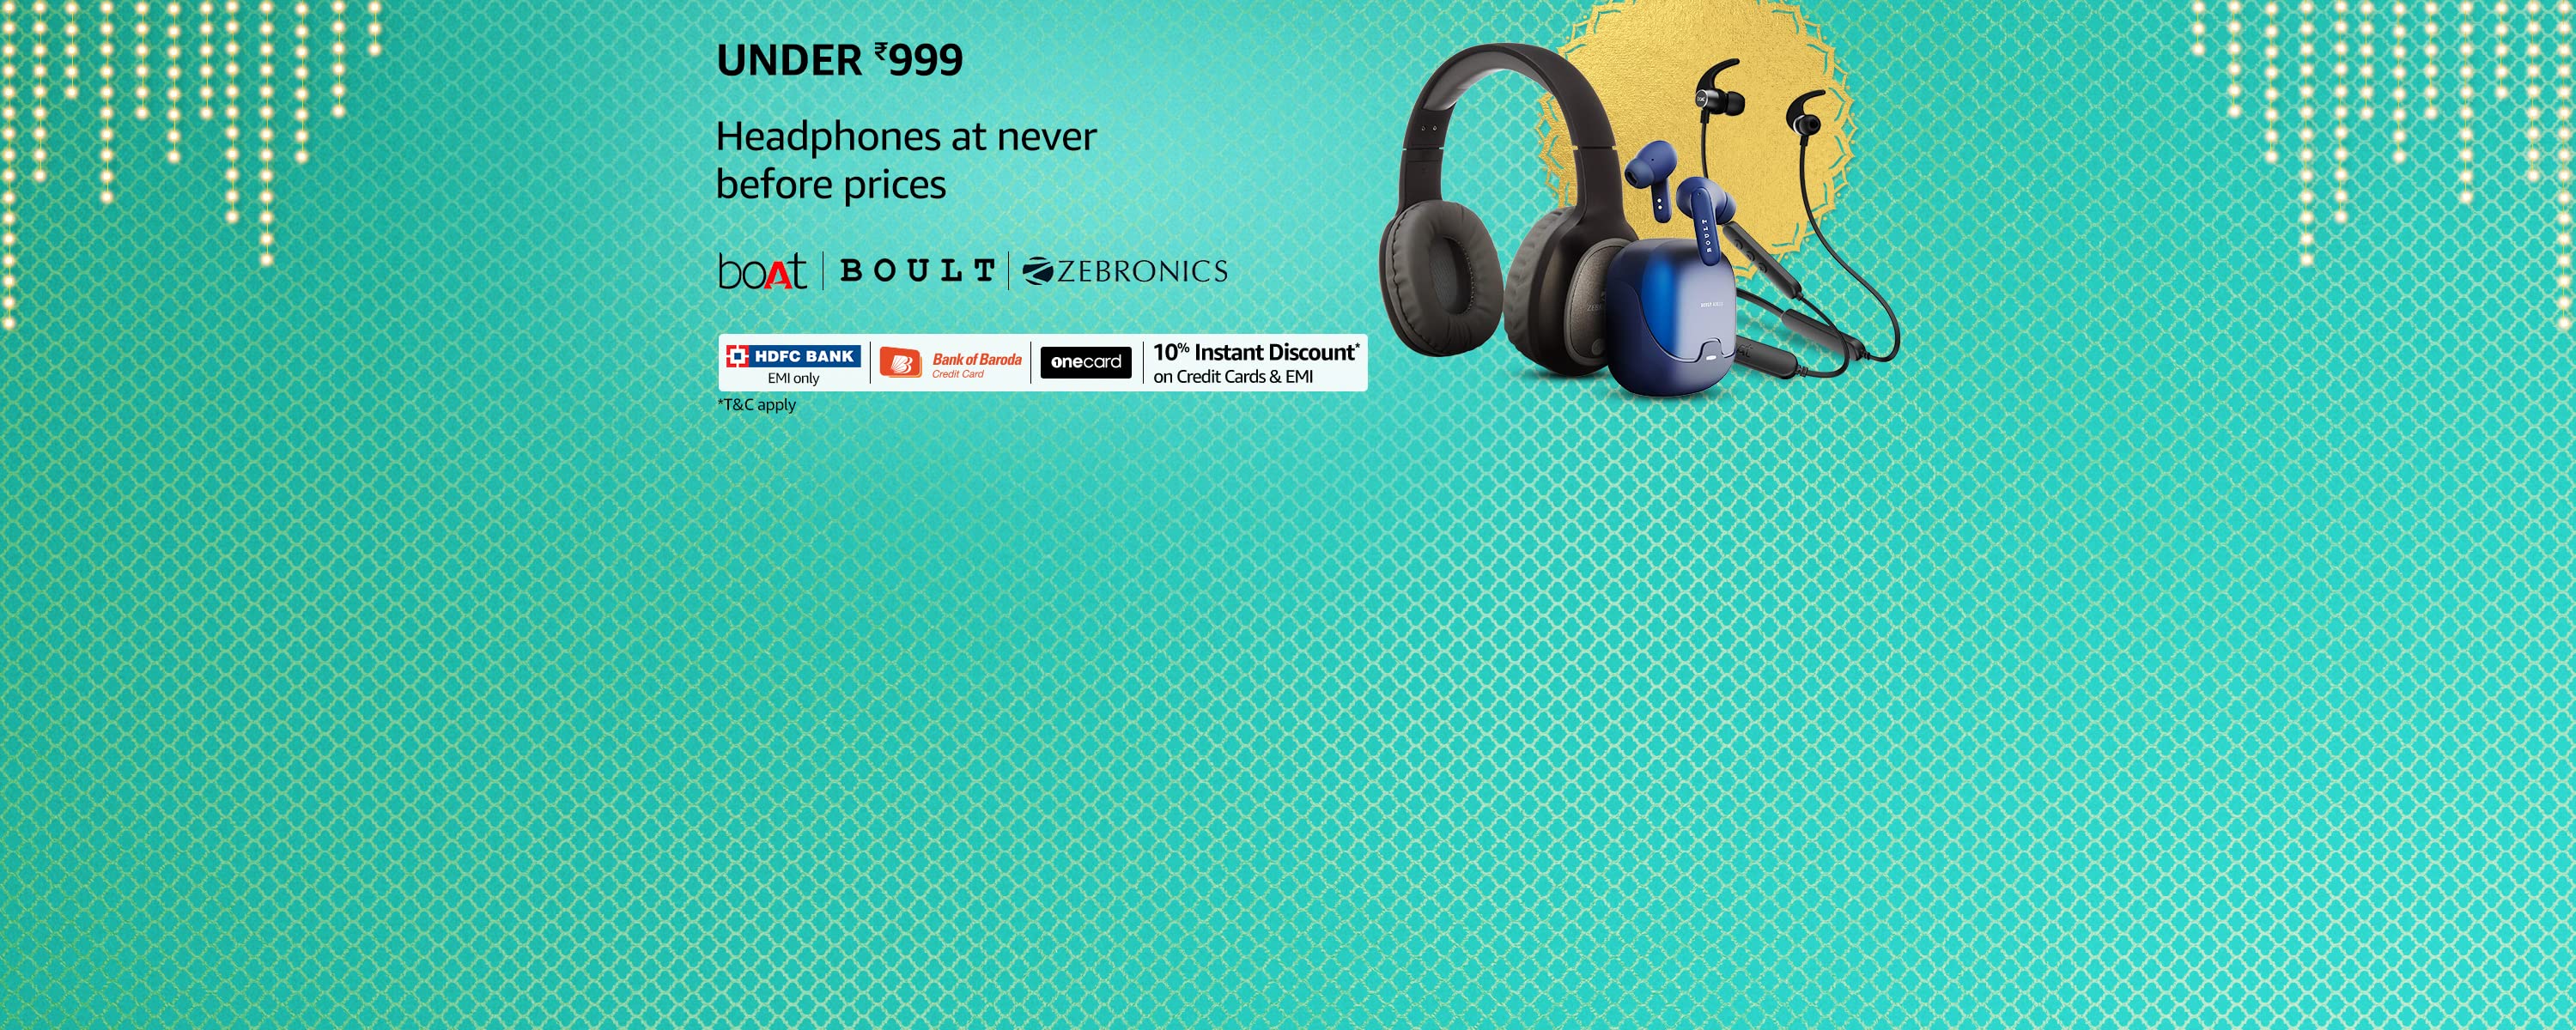 UNDER ₹999
Headphones at never
before prices
boAt | BOULT | ZEBRONICS
HDFC BANK
EMI only
Bank of Baroda
Credit Card
onecard
10% Instant Discount*
on Credit Cards & EMI
*T&C apply
BOULT